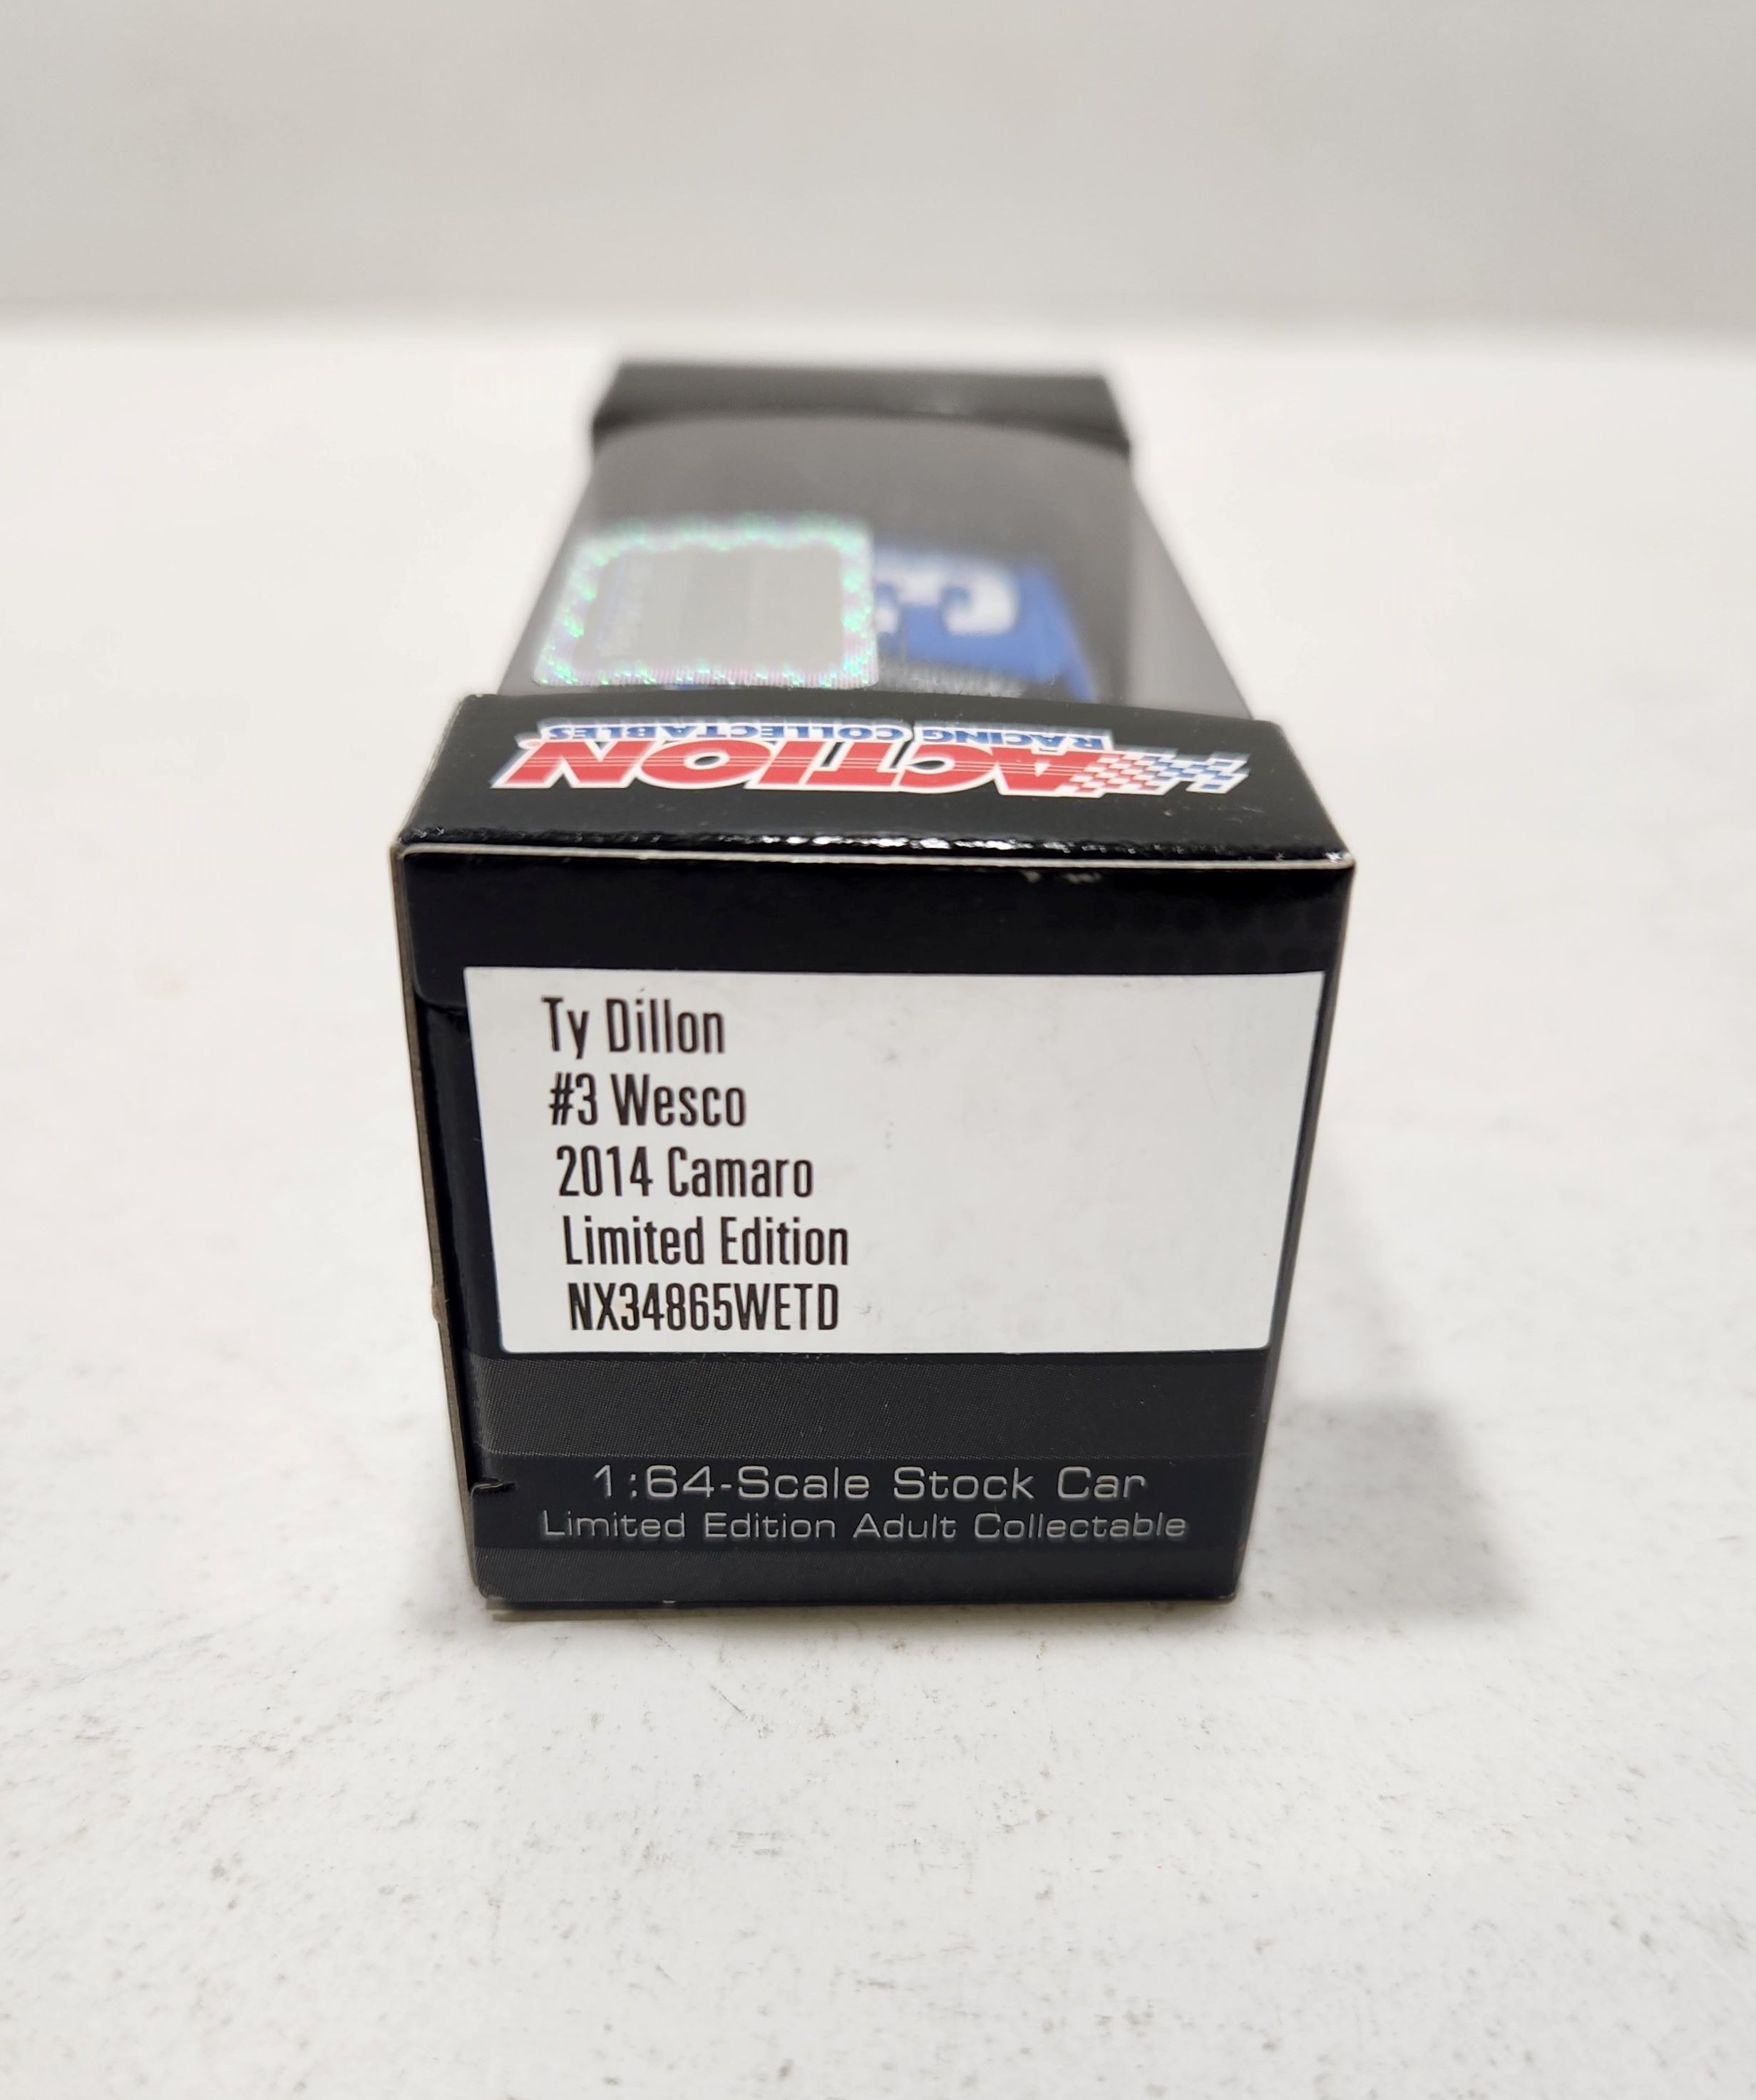 ACTION
RACING COLLECTABLES
Ty Dillon
#3 Wesco
2014 Camaro
Limited Edition
NX34865WETD
1:64-Scale Stock Car
Limited Edition Adult Collectable